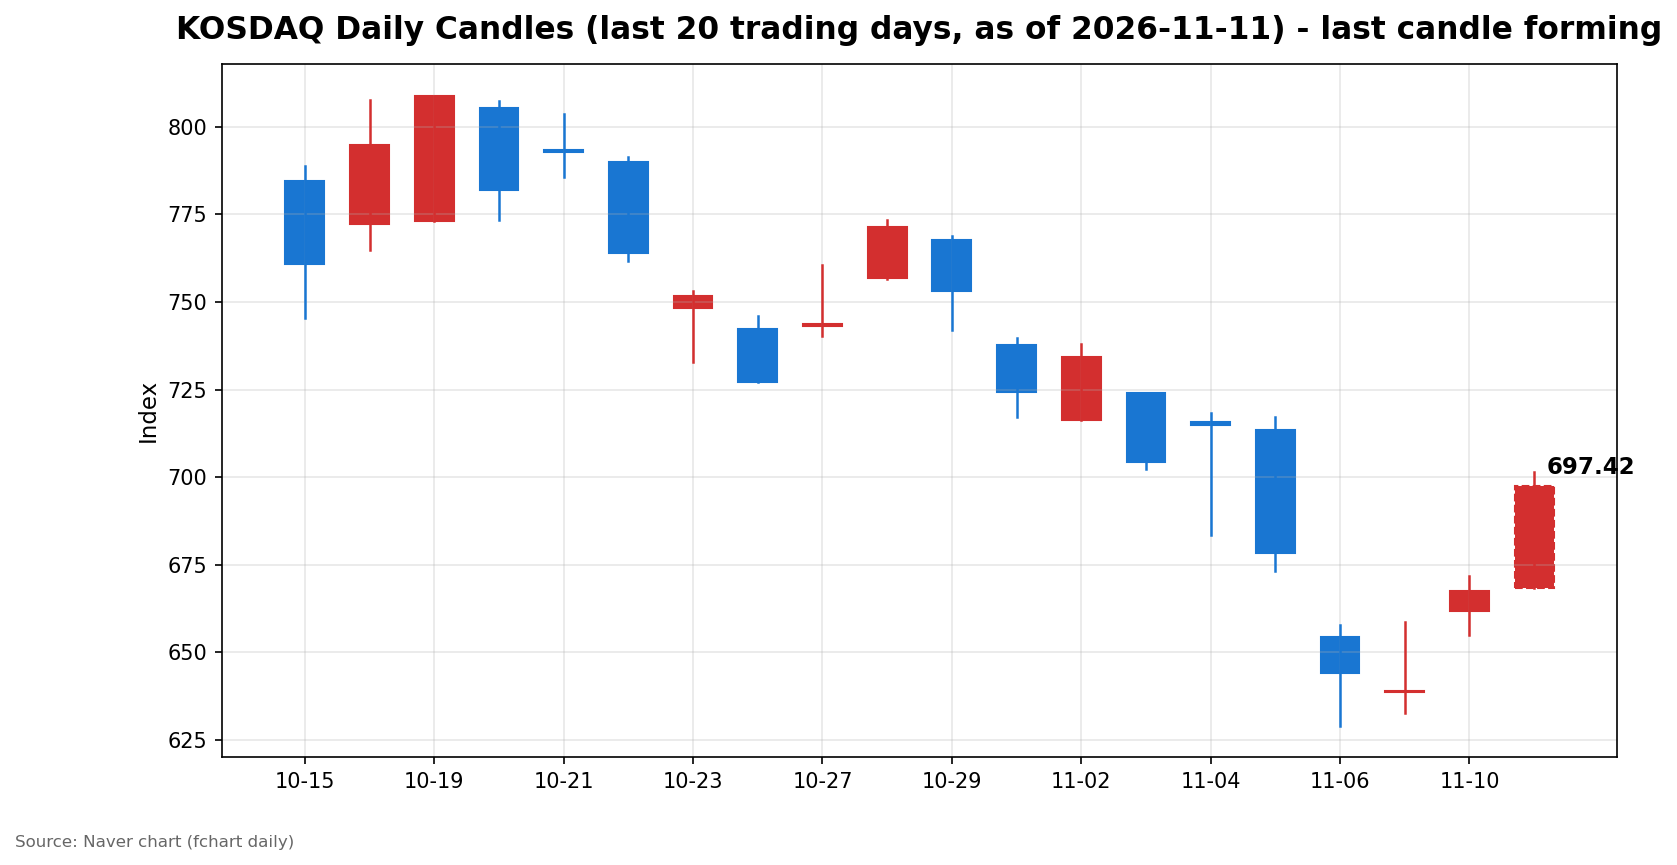 KOSDAQ Daily Candles (last 20 trading days, as of 2026-11-11) - last candle forming
800
775
750
725
700
675
650
625
Index
697.42
10-15 10-19 10-21 10-23 10-27 10-29 11-02 11-04 11-06 11-10
Source: Naver chart (fchart daily)